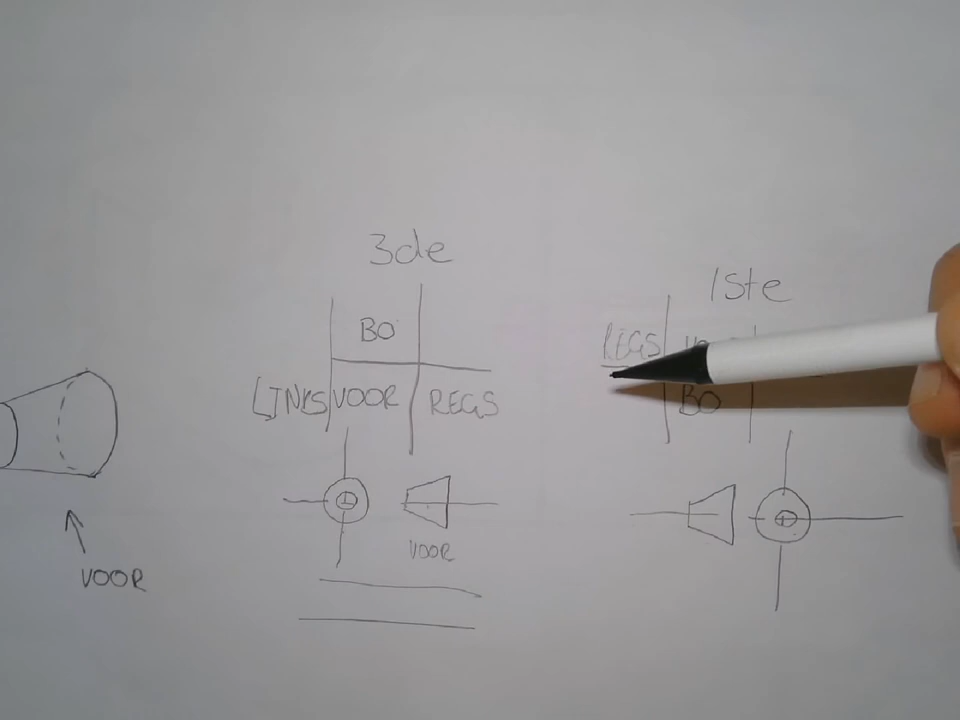 3de
BO
LINKS VOOR REGS
VOOR
1Ste
REGS
BO
VOOR